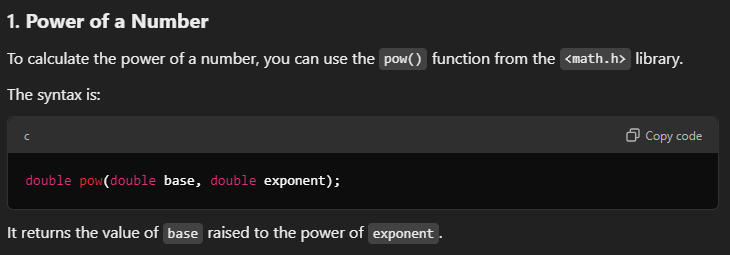 1. Power of a Number
To calculate the power of a number, you can use the pow() function from the <math.h> library.
The syntax is:
c
Copy code
double pow(double base, double exponent);
It returns the value of base raised to the power of exponent.